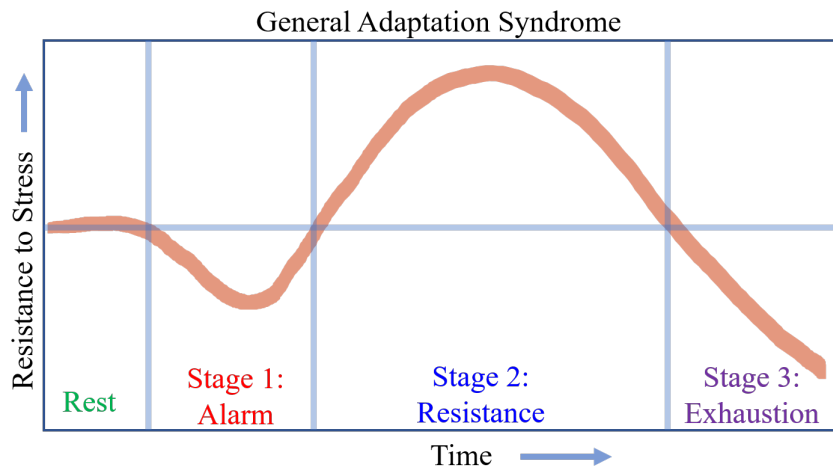 General Adaptation Syndrome
Resistance to Stress
Rest
Stage 1:
Alarm
Stage 2:
Resistance
Stage 3:
Exhaustion
Time